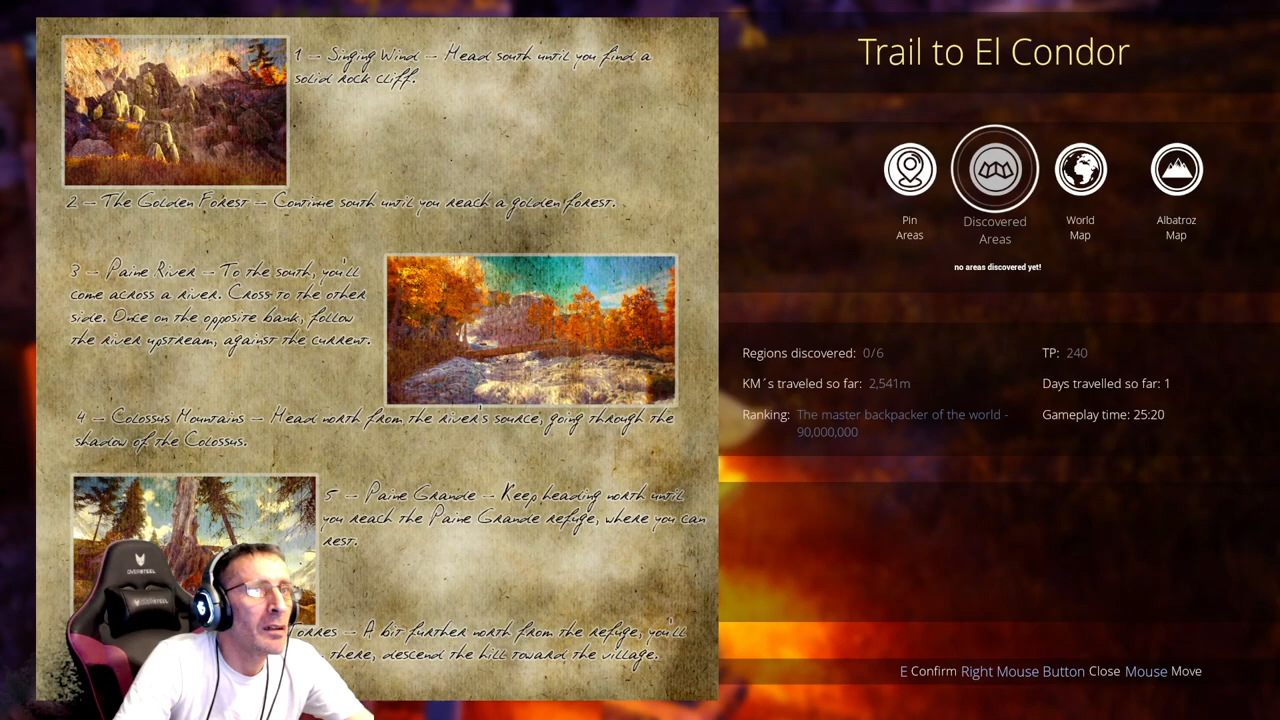 1 – Singing Wind – Head south until you find a
solid rock cliff.
2 – The Golden Forest – Continue south until you reach a golden forest.
3 – Paine River – To the south, you'll
come across a river. Cross to the other
side. Once on the opposite bank, follow
the river upstream, against the current.
4 – Colossus Mountains – Head north from the river's source, going through the
shadow of the Colossus.
5 – Paine Grande – Keep heading north until
you reach the Paine Grande refuge, where you can
rest.
Torres – A bit further north from the refuge, you'll
there, descend the hill toward the village.
OVERSTEEL
OVERSTEEL
Trail to El Condor
Pin
Areas
Discovered
Areas
World
Map
Albatroz
Map
no areas discovered yet!
Regions discovered: 0/6
TP: 240
KM´s traveled so far: 2,541m
Days travelled so far: 1
Ranking: The master backpacker of the world -
90,000,000
Gameplay time: 25:20
E Confirm Right Mouse Button Close Mouse Move